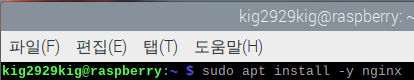 kig2929kig@raspberry: ~
파일(F) 편집(E) 탭(T) 도움말(H)
kig2929kig@raspberry:~ $ sudo apt install -y nginx